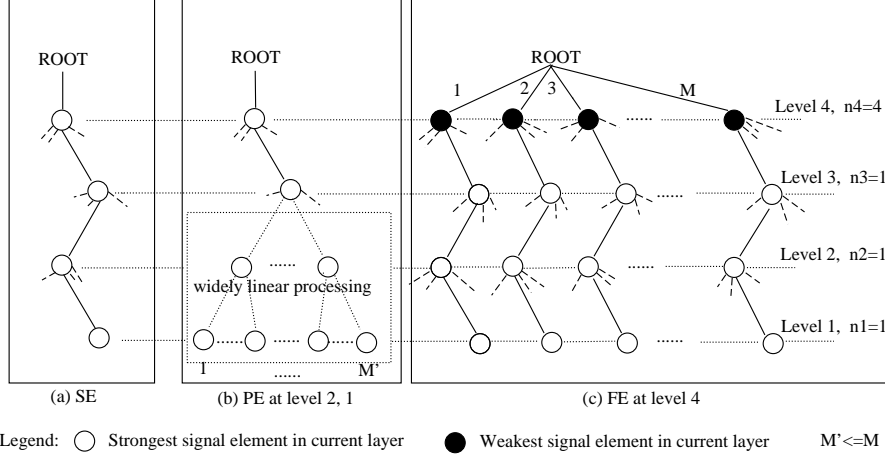 ROOT
ROOT
ROOT
1
2
3
M
Level 4, n4=4
Level 3, n3=1
Level 2, n2=1
widely linear processing
Level 1, n1=1
1
M'
(a) SE
(b) PE at level 2, 1
(c) FE at level 4
Legend:
Strongest signal element in current layer
Weakest signal element in current layer
M'<=M